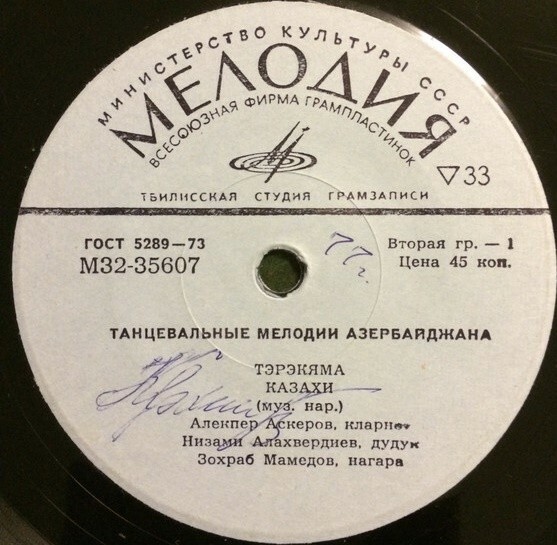 МИНИСТЕРСТВО КУЛЬТУРЫ СССР
МЕЛОДИЯ
ВСЕСОЮЗНАЯ ФИРМА ГРАМПЛАСТИНОК
▽33
ТБИЛИССКАЯ СТУДИЯ ГРАМЗАПИСИ
ГОСТ 5289—73
М32-35607
77 г.
Вторая гр. — 1
Цена 45 коп.
ТАНЦЕВАЛЬНЫЕ МЕЛОДИИ АЗЕРБАЙДЖАНА
ТЭРЭКЯМА
КАЗАХИ
(муз. нар.)
Алекпер Аскеров, кларнет
Низами Алахвердиев, дудук
Зохраб Мамедов, нагара